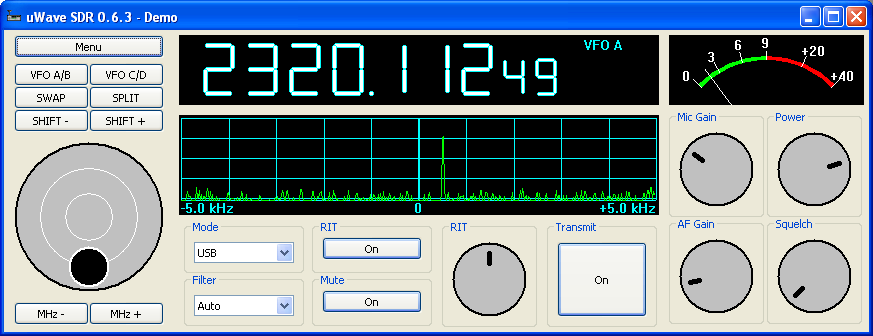 uWave SDR 0.6.3 - Demo
Menu
VFO A/B VFO C/D
SWAP SPLIT
SHIFT - SHIFT +
MHz - MHz +
2320.11249
VFO A
-5.0 kHz 0 +5.0 kHz
Mode
USB
Filter
Auto
RIT
On
Mute
On
RIT
Transmit
On
0 3 6 9 +20 +40
Mic Gain Power
AF Gain Squelch